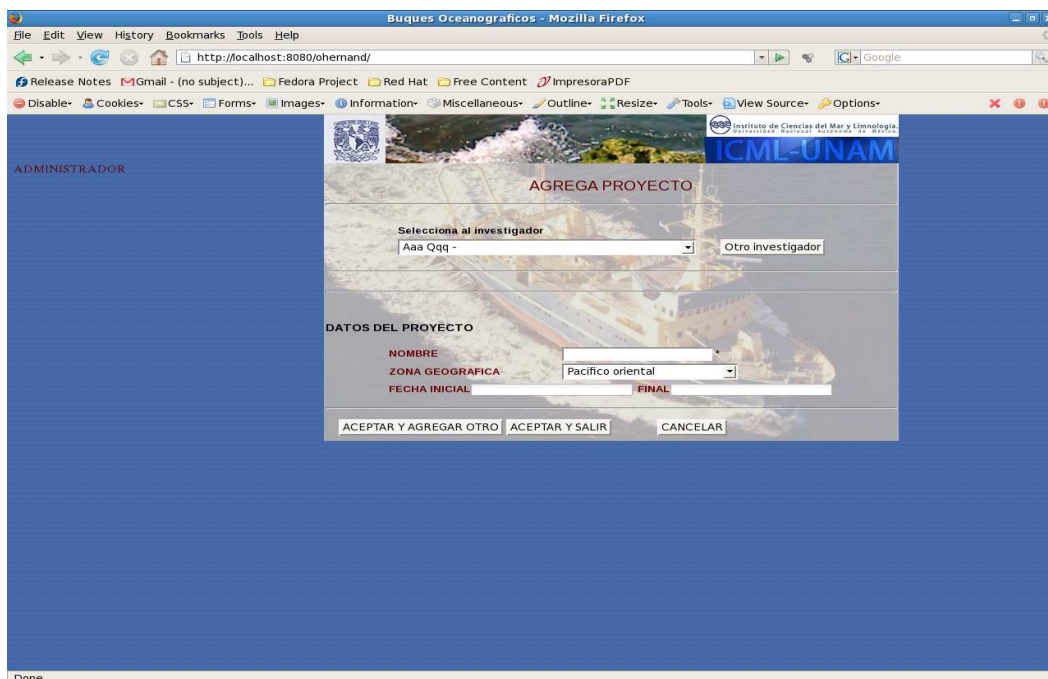 Buques Oceanograficos - Mozilla Firefox
File Edit View History Bookmarks Tools Help
http://localhost:8080/ohernand/
Google
Release Notes Gmail - (no subject)... Fedora Project Red Hat Free Content ImpresoraPDF
Disable Cookies CSS Forms Images Information Miscellaneous Outline Resize Tools View Source Options
Instituto de Ciencias del Mar y Limnología.
Universidad Nacional Autónoma de México.
ICML-UNAM
ADMINISTRADOR
AGREGA PROYECTO
Selecciona al investigador
Aaa Qqq -
Otro investigador
DATOS DEL PROYECTO
NOMBRE *
ZONA GEOGRAFICA Pacífico oriental
FECHA INICIAL FINAL
ACEPTAR Y AGREGAR OTRO ACEPTAR Y SALIR CANCELAR
Done